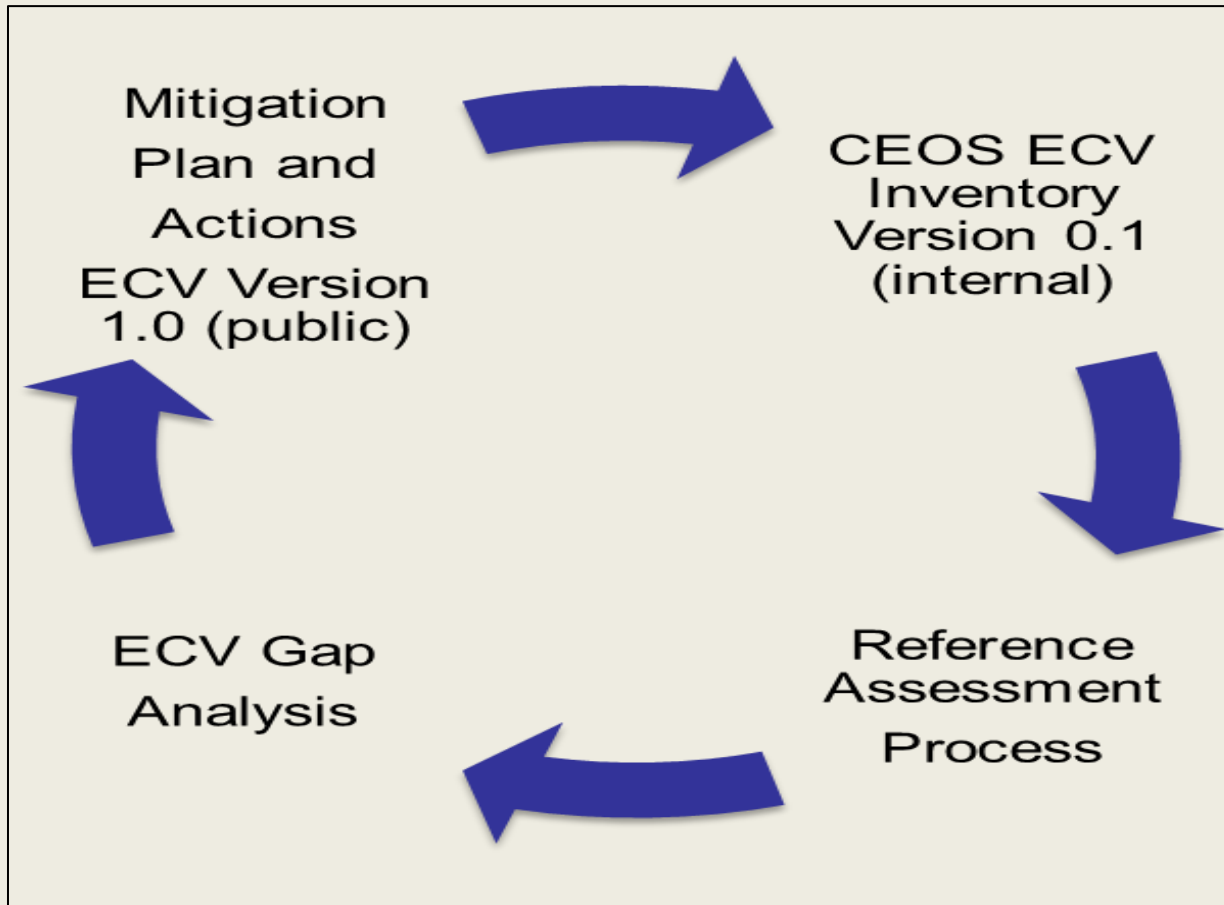 Mitigation
Plan and
Actions
ECV Version
1.0 (public)
CEOS ECV
Inventory
Version 0.1
(internal)
Reference
Assessment
Process
ECV Gap
Analysis